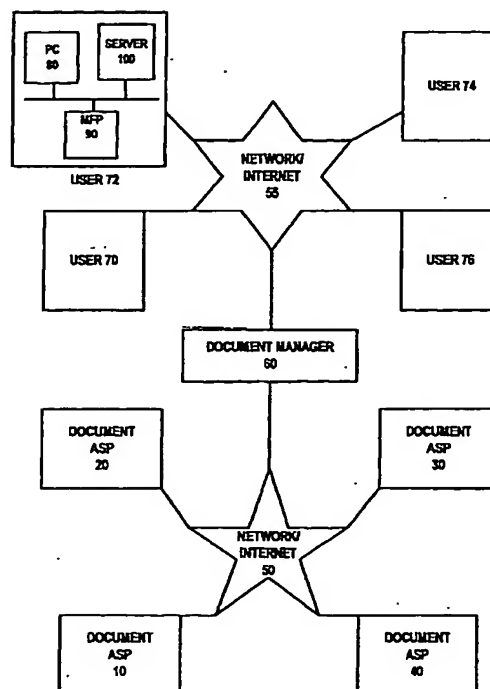 PC
80
SERVER
100
MFP
90
USER 72
USER 74
NETWORK/
INTERNET
55
USER 70
USER 76
DOCUMENT MANAGER
60
DOCUMENT
ASP
20
DOCUMENT
ASP
30
NETWORK/
INTERNET
50
DOCUMENT
ASP
10
DOCUMENT
ASP
40